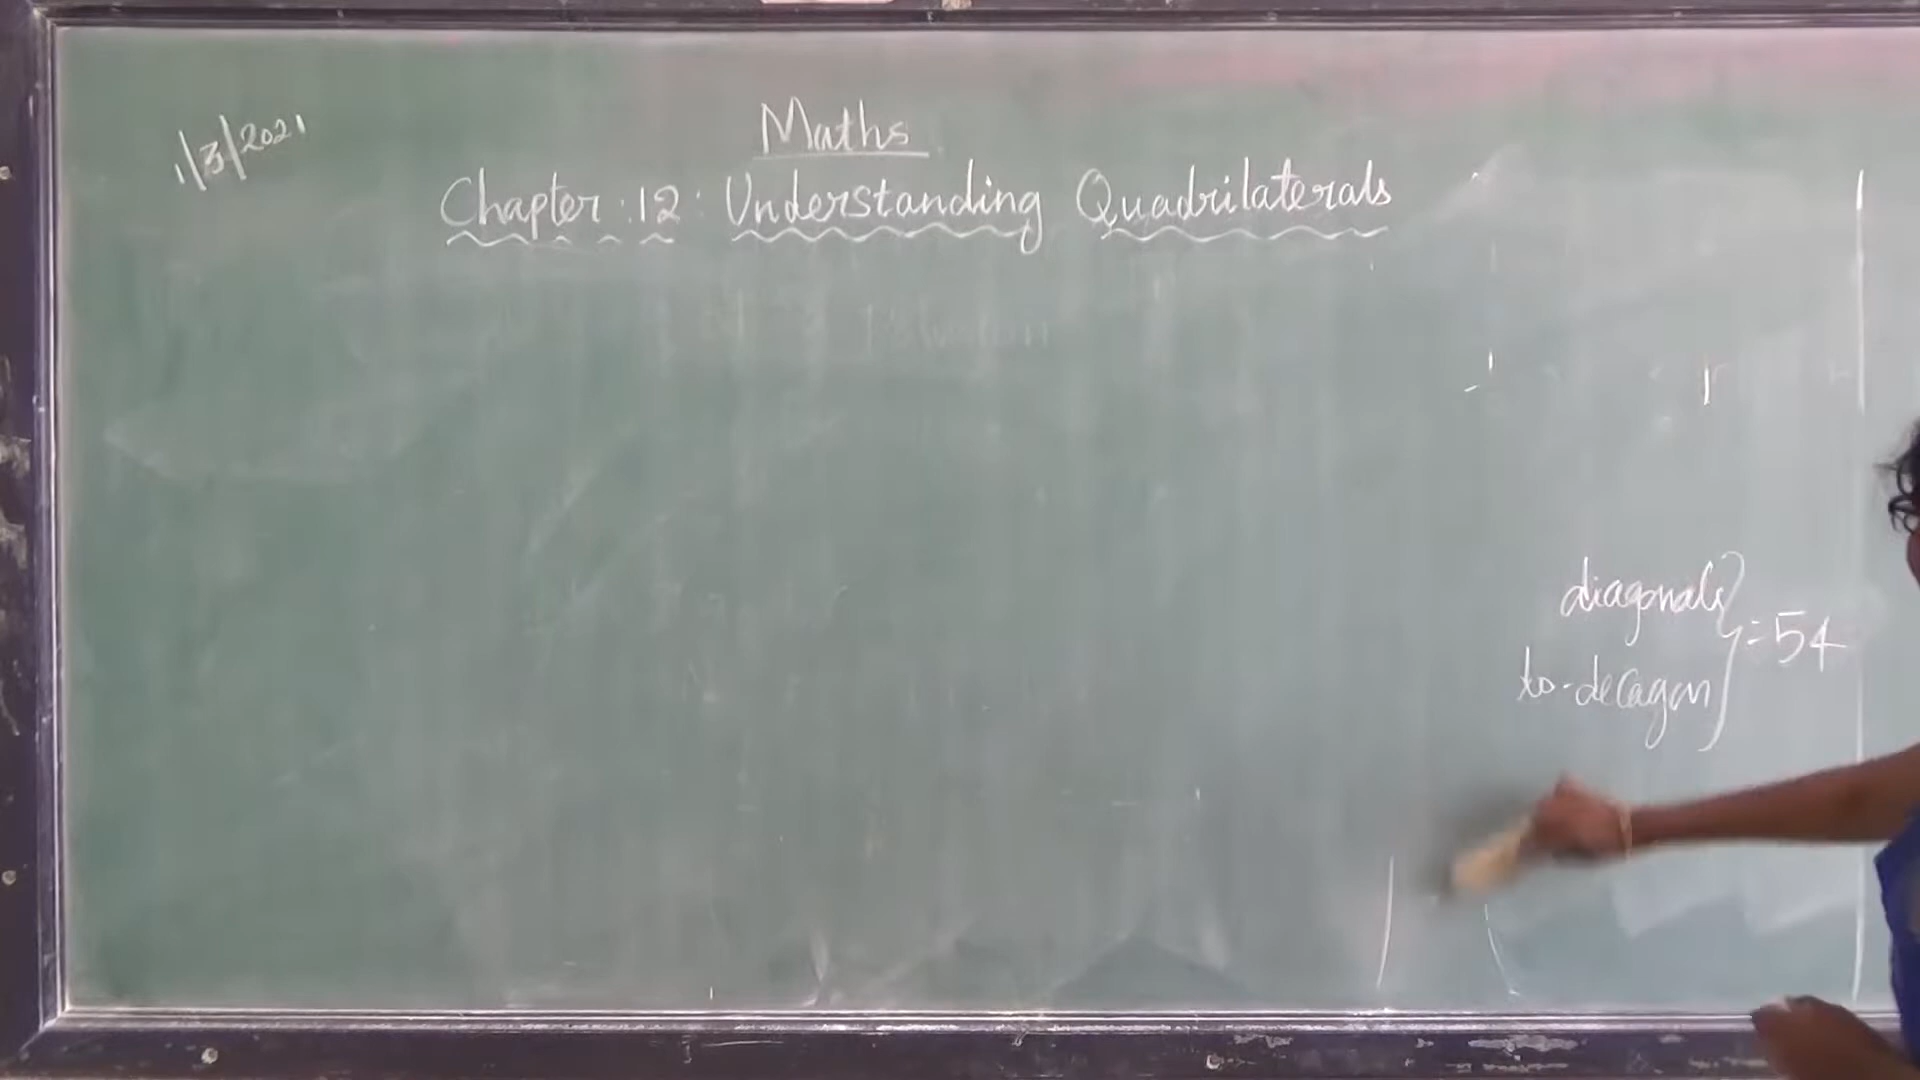 1/3/2021
Maths
Chapter :12: Understanding Quadrilaterals
diagonals
to-decagon } = 54